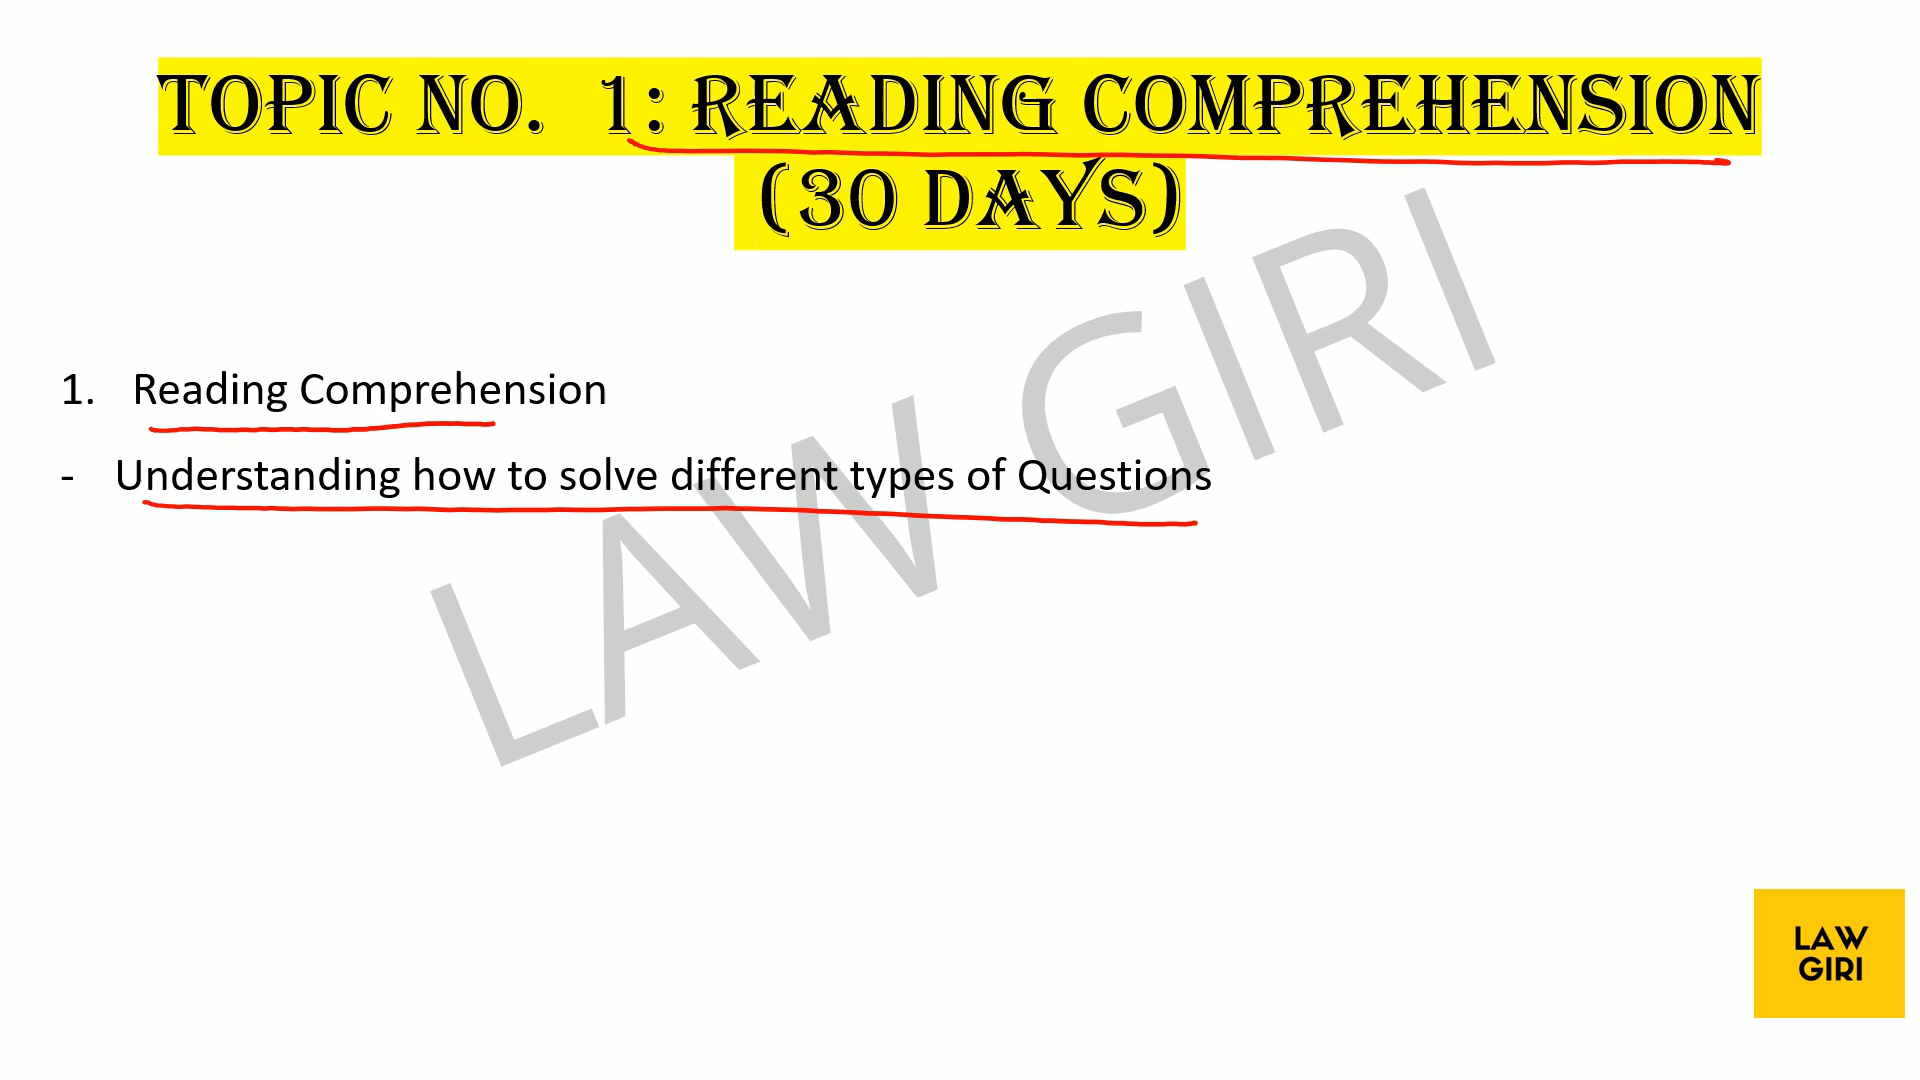 TOPIC NO. 1: READING COMPREHENSION
(30 DAYS)
1. Reading Comprehension
- Understanding how to solve different types of Questions
LAW GIRI
LAW
GIRI